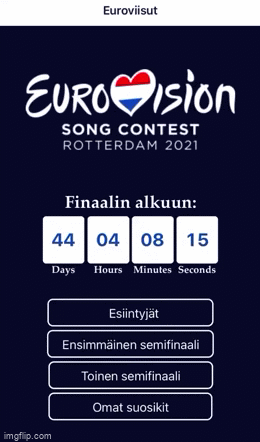 Euroviisut
EUROVISION
SONG CONTEST
ROTTERDAM 2021
Finaalin alkuun:
44 04 08 15
Days Hours Minutes Seconds
Esiintyjät
Ensimmäinen semifinaali
Toinen semifinaali
Omat suosikit
imgflip.com